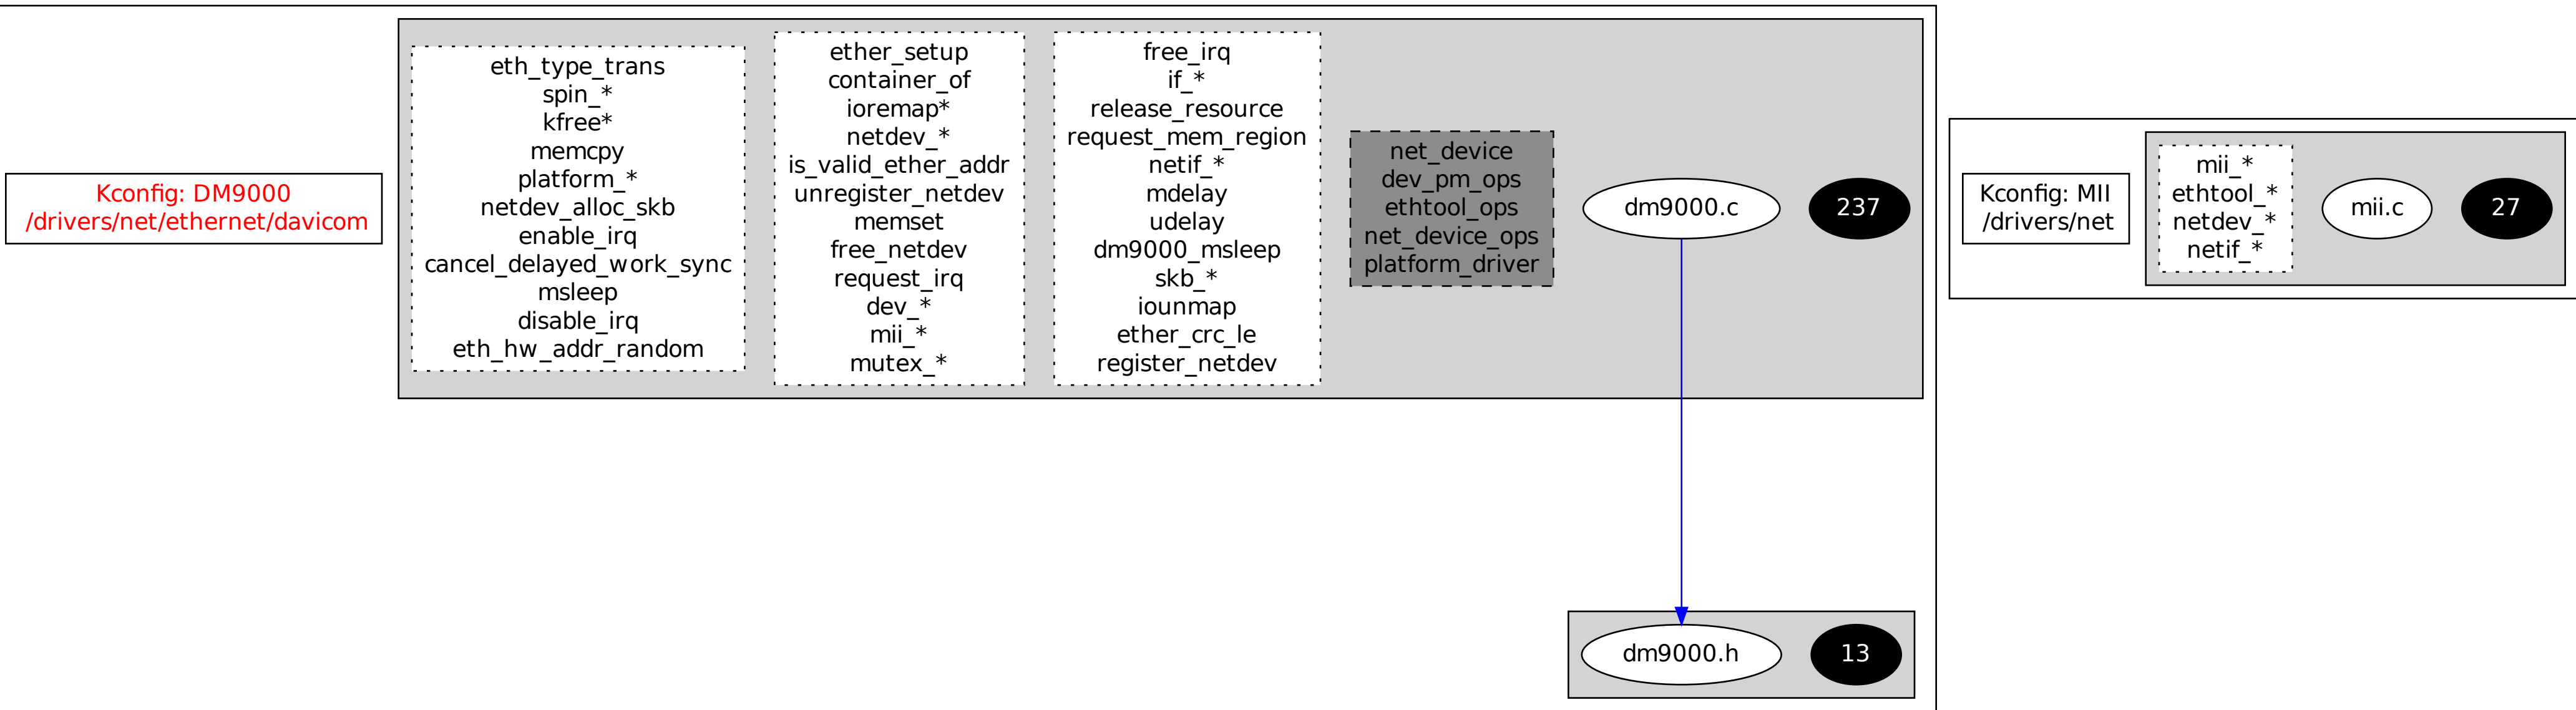 Kconfig: DM9000
/drivers/net/ethernet/davicom
eth_type_trans
spin_*
kfree*
memcpy
platform_*
netdev_alloc_skb
enable_irq
cancel_delayed_work_sync
msleep
disable_irq
eth_hw_addr_random
ether_setup
container_of
ioremap*
netdev_*
is_valid_ether_addr
unregister_netdev
memset
free_netdev
request_irq
dev_*
mii_*
mutex_*
free_irq
if_*
release_resource
request_mem_region
netif_*
mdelay
udelay
dm9000_msleep
skb_*
iounmap
ether_crc_le
register_netdev
net_device
dev_pm_ops
ethtool_ops
net_device_ops
platform_driver
dm9000.c
237
dm9000.h
13
Kconfig: MII
/drivers/net
mii_*
ethtool_*
netdev_*
netif_*
mii.c
27